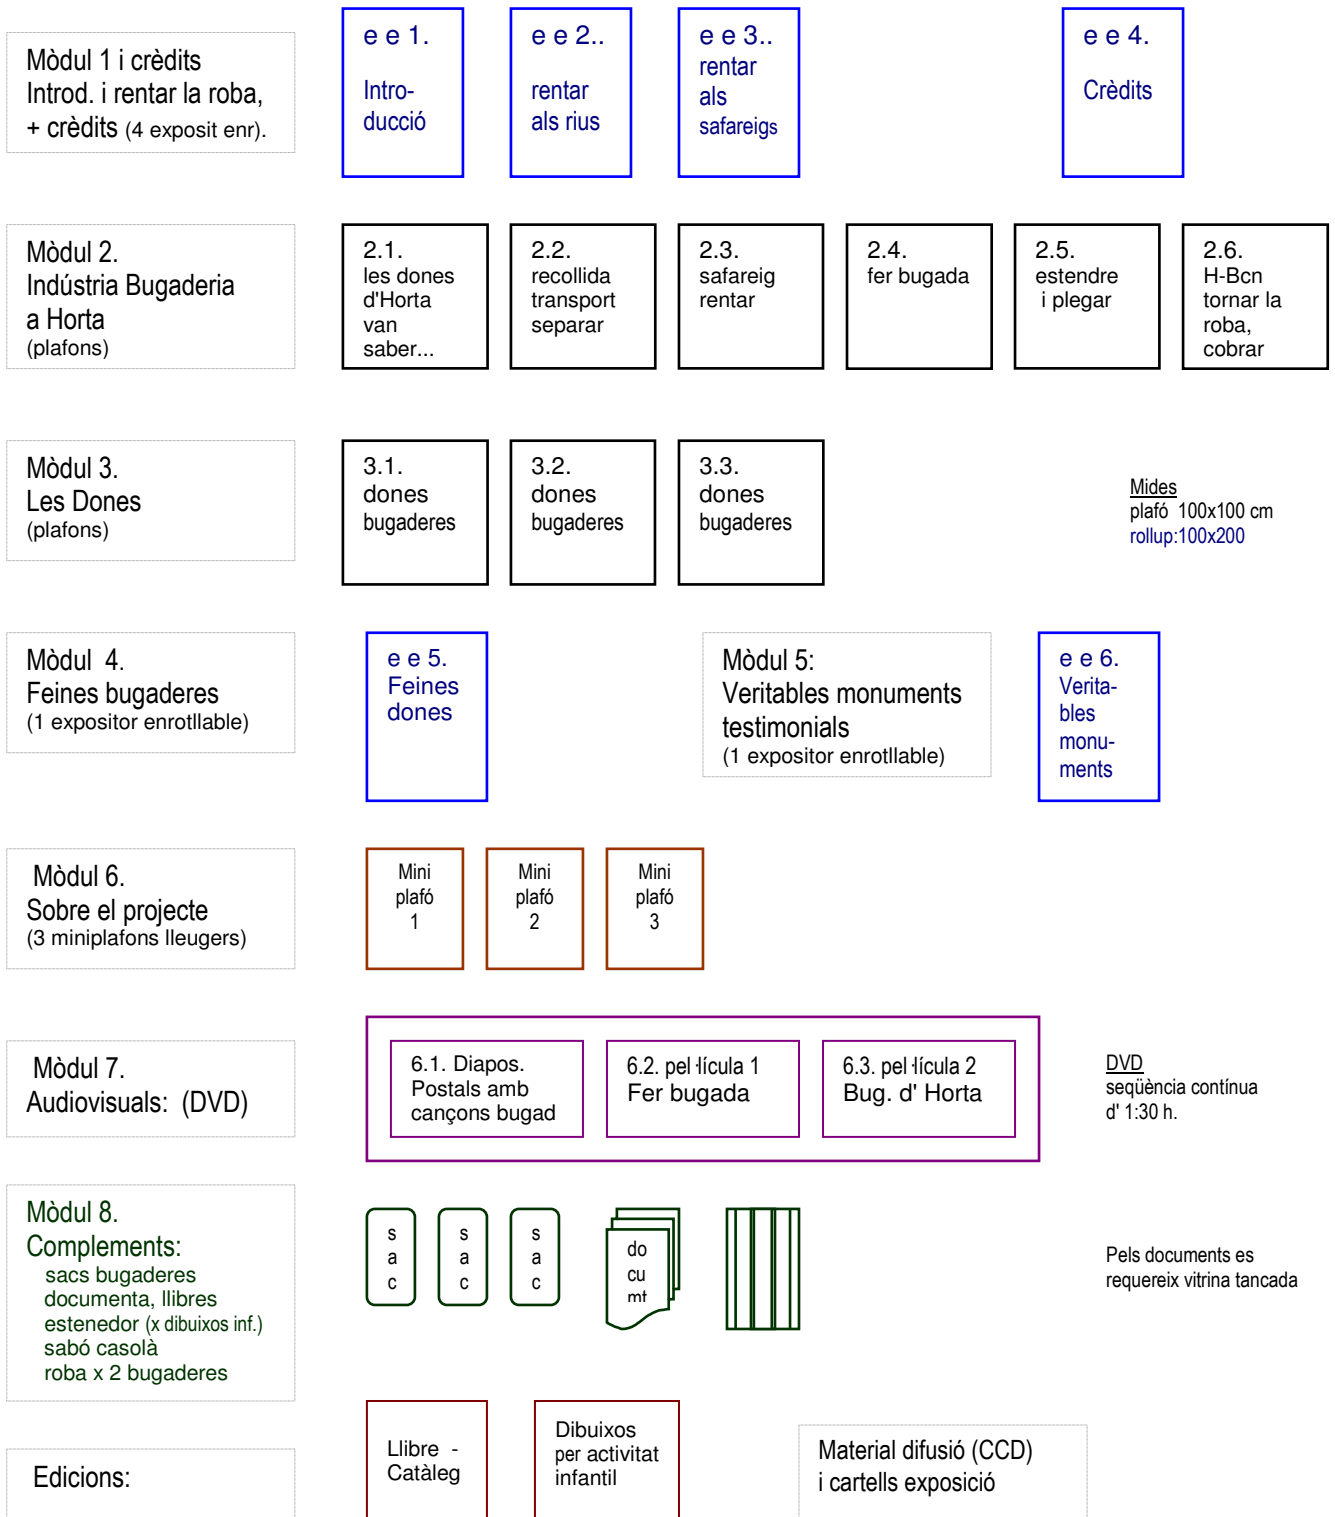 Mòdul 1 i crèdits
Introd. i rentar la roba,
+ crèdits (4 exposit enr).
e e 1.
Intro-
ducció
e e 2..
rentar
als rius
e e 3..
rentar
als
safareigs
e e 4.
Crèdits
Mòdul 2.
Indústria Bugaderia
a Horta
(plafons)
2.1.
les dones
d'Horta
van
saber...
2.2.
recollida
transport
separar
2.3.
safareig
rentar
2.4.
fer bugada
2.5.
estendre
i plegar
2.6.
H-Bcn
tornar la
roba,
cobrar
Mòdul 3.
Les Dones
(plafons)
3.1.
dones
bugaderes
3.2.
dones
bugaderes
3.3.
dones
bugaderes
Mides
plafó 100x100 cm
rollup:100x200
Mòdul 4.
Feines bugaderes
(1 expositor enrotllable)
e e 5.
Feines
dones
Mòdul 5:
Veritables monuments
testimonials
(1 expositor enrotllable)
e e 6.
Verita-
bles
monu-
ments
Mòdul 6.
Sobre el projecte
(3 miniplafons lleugers)
Mini
plafó
1
Mini
plafó
2
Mini
plafó
3
Mòdul 7.
Audiovisuals: (DVD)
6.1. Diapos.
Postals amb
cançons bugad
6.2. pel·lícula 1
Fer bugada
6.3. pel·lícula 2
Bug. d' Horta
DVD
seqüència contínua
d' 1:30 h.
Mòdul 8.
Complements:
sacs bugaderes
documenta, llibres
estenedor (x dibuixos inf.)
sabó casolà
roba x 2 bugaderes
s
a
c
s
a
c
s
a
c
do
cu
mt
Pels documents es
requereix vitrina tancada
Edicions:
Llibre -
Catàleg
Dibuixos
per activitat
infantil
Material difusió (CCD)
i cartells exposició